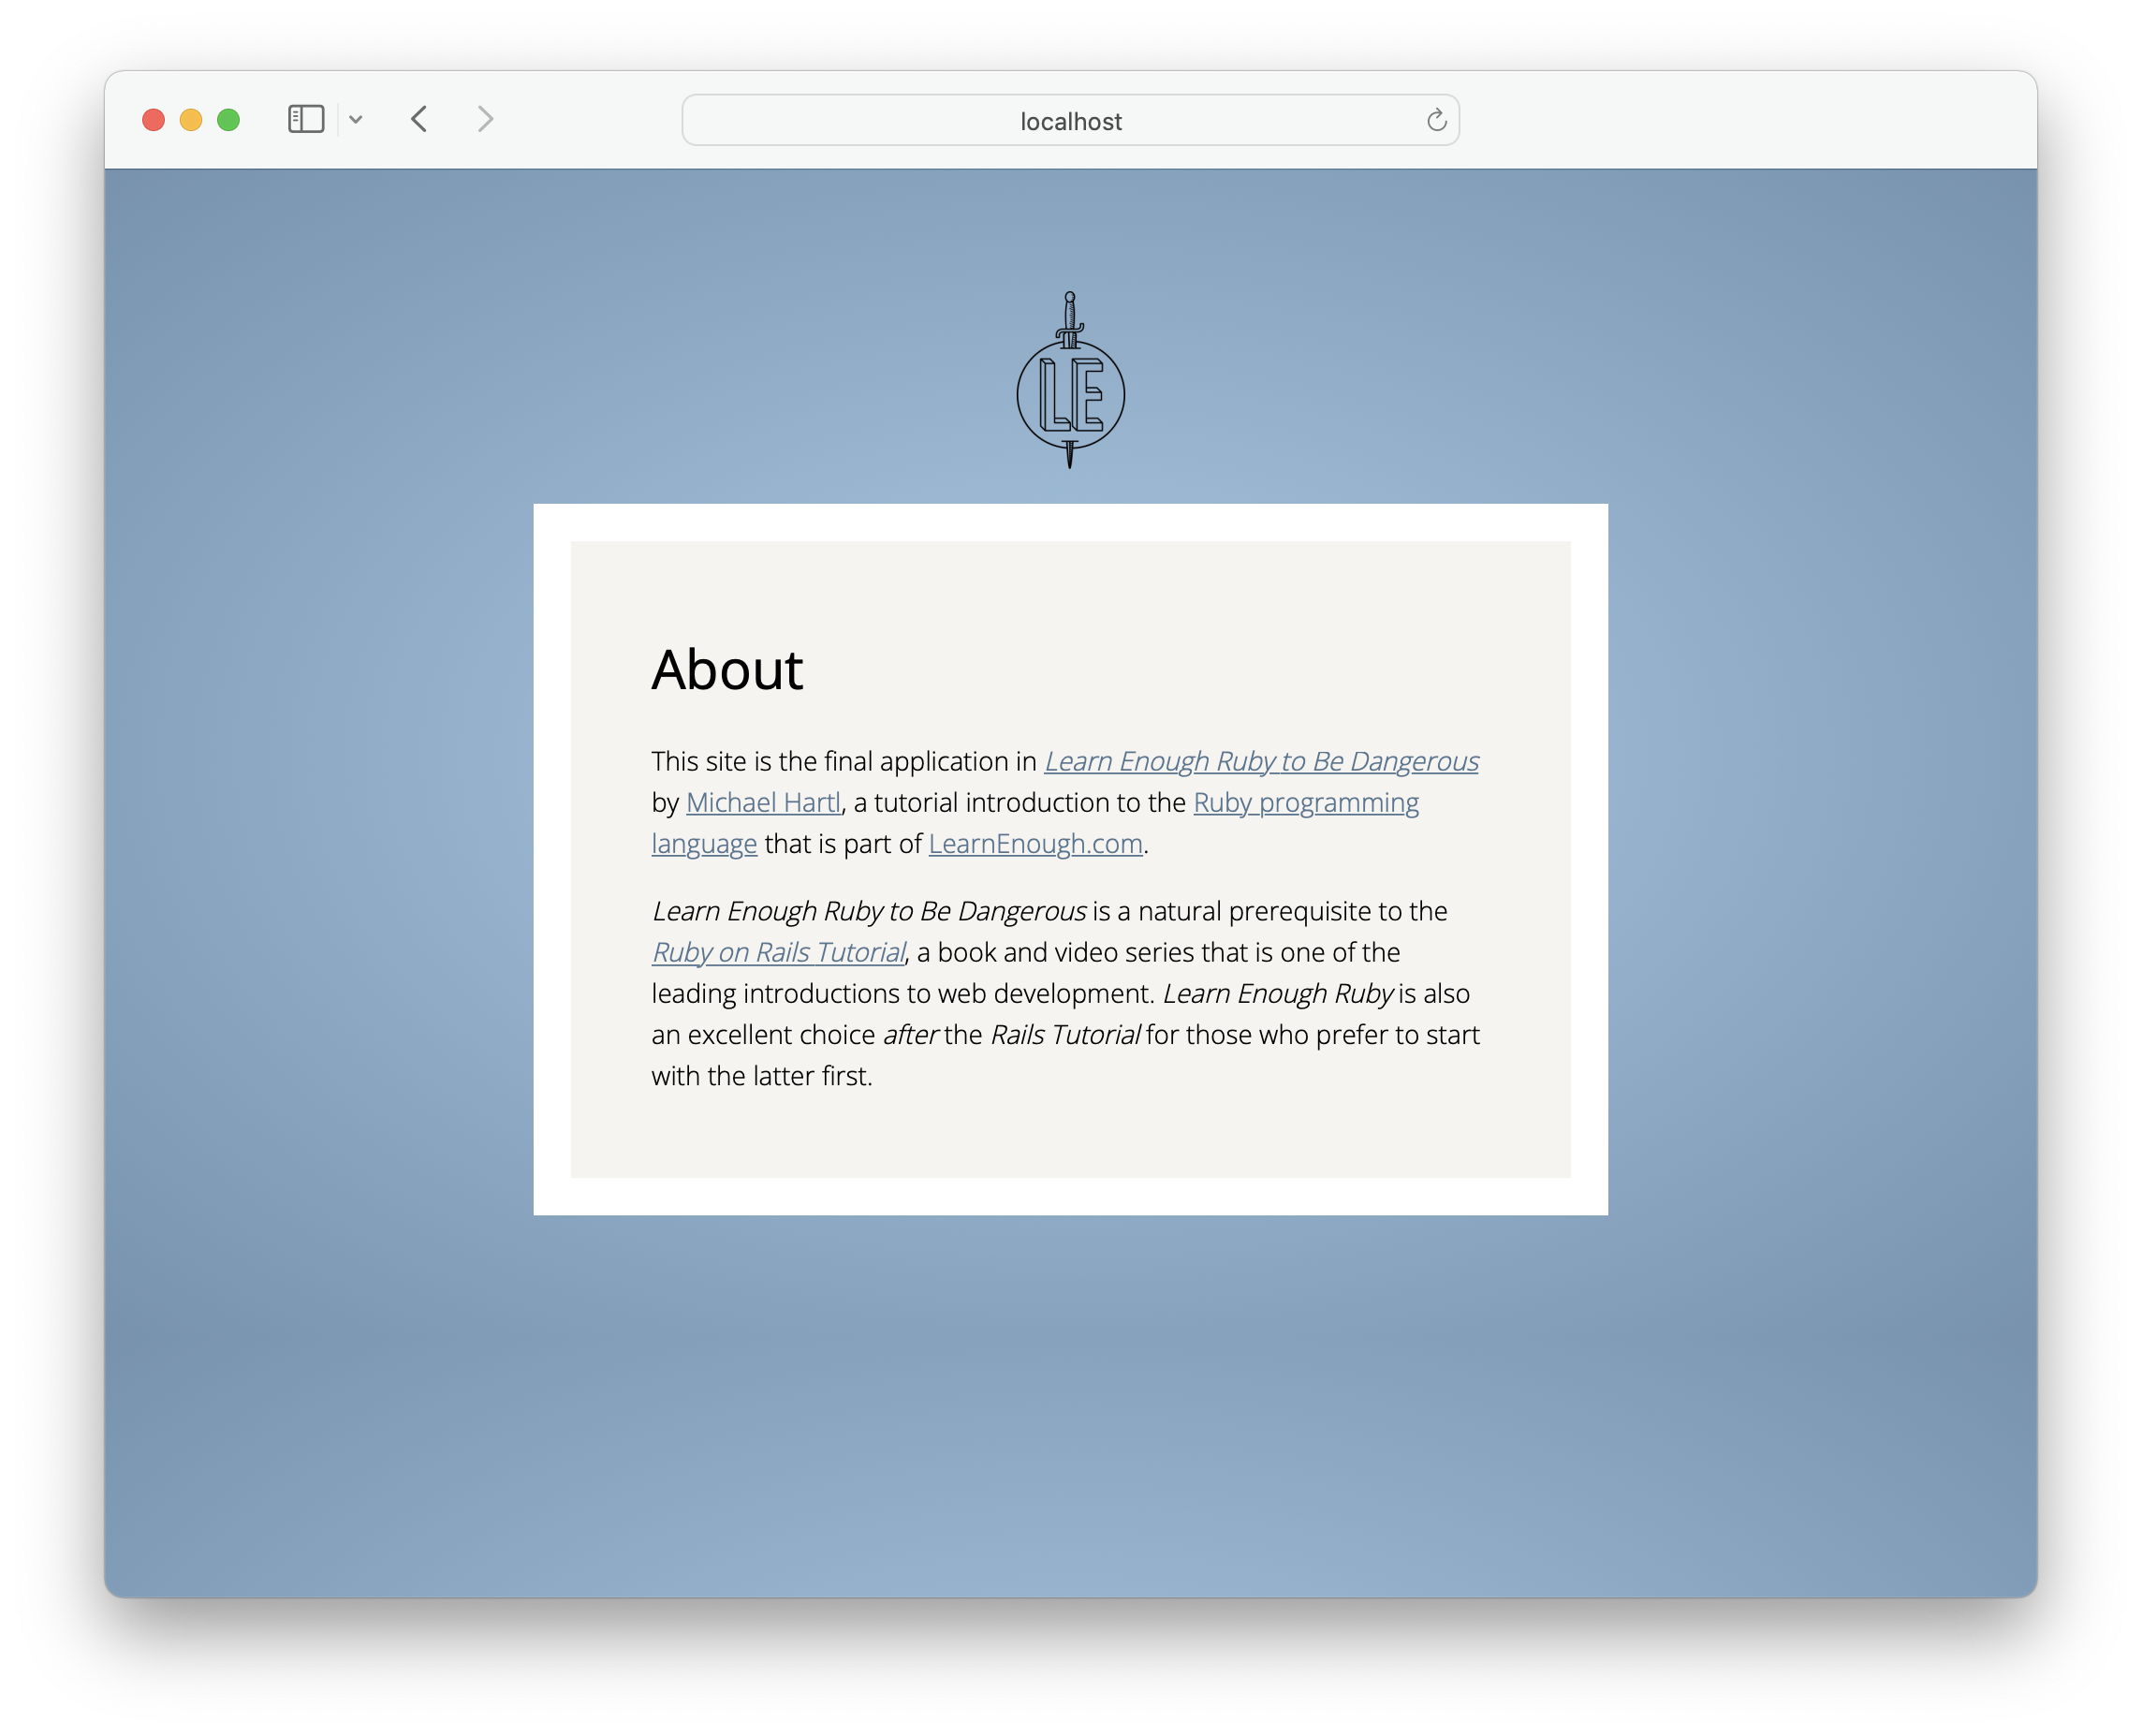 localhost
LE
About
This site is the final application in Learn Enough Ruby to Be Dangerous
by Michael Hartl, a tutorial introduction to the Ruby programming
language that is part of LearnEnough.com.
Learn Enough Ruby to Be Dangerous is a natural prerequisite to the
Ruby on Rails Tutorial, a book and video series that is one of the
leading introductions to web development. Learn Enough Ruby is also
an excellent choice after the Rails Tutorial for those who prefer to start
with the latter first.